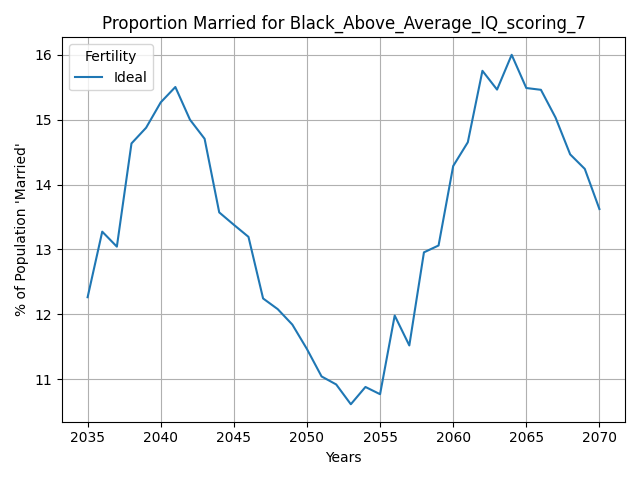 Proportion Married for Black_Above_Average_IQ_scoring_7
Fertility
Ideal
% of Population 'Married'
16
15
14
13
12
11
2035 2040 2045 2050 2055 2060 2065 2070
Years